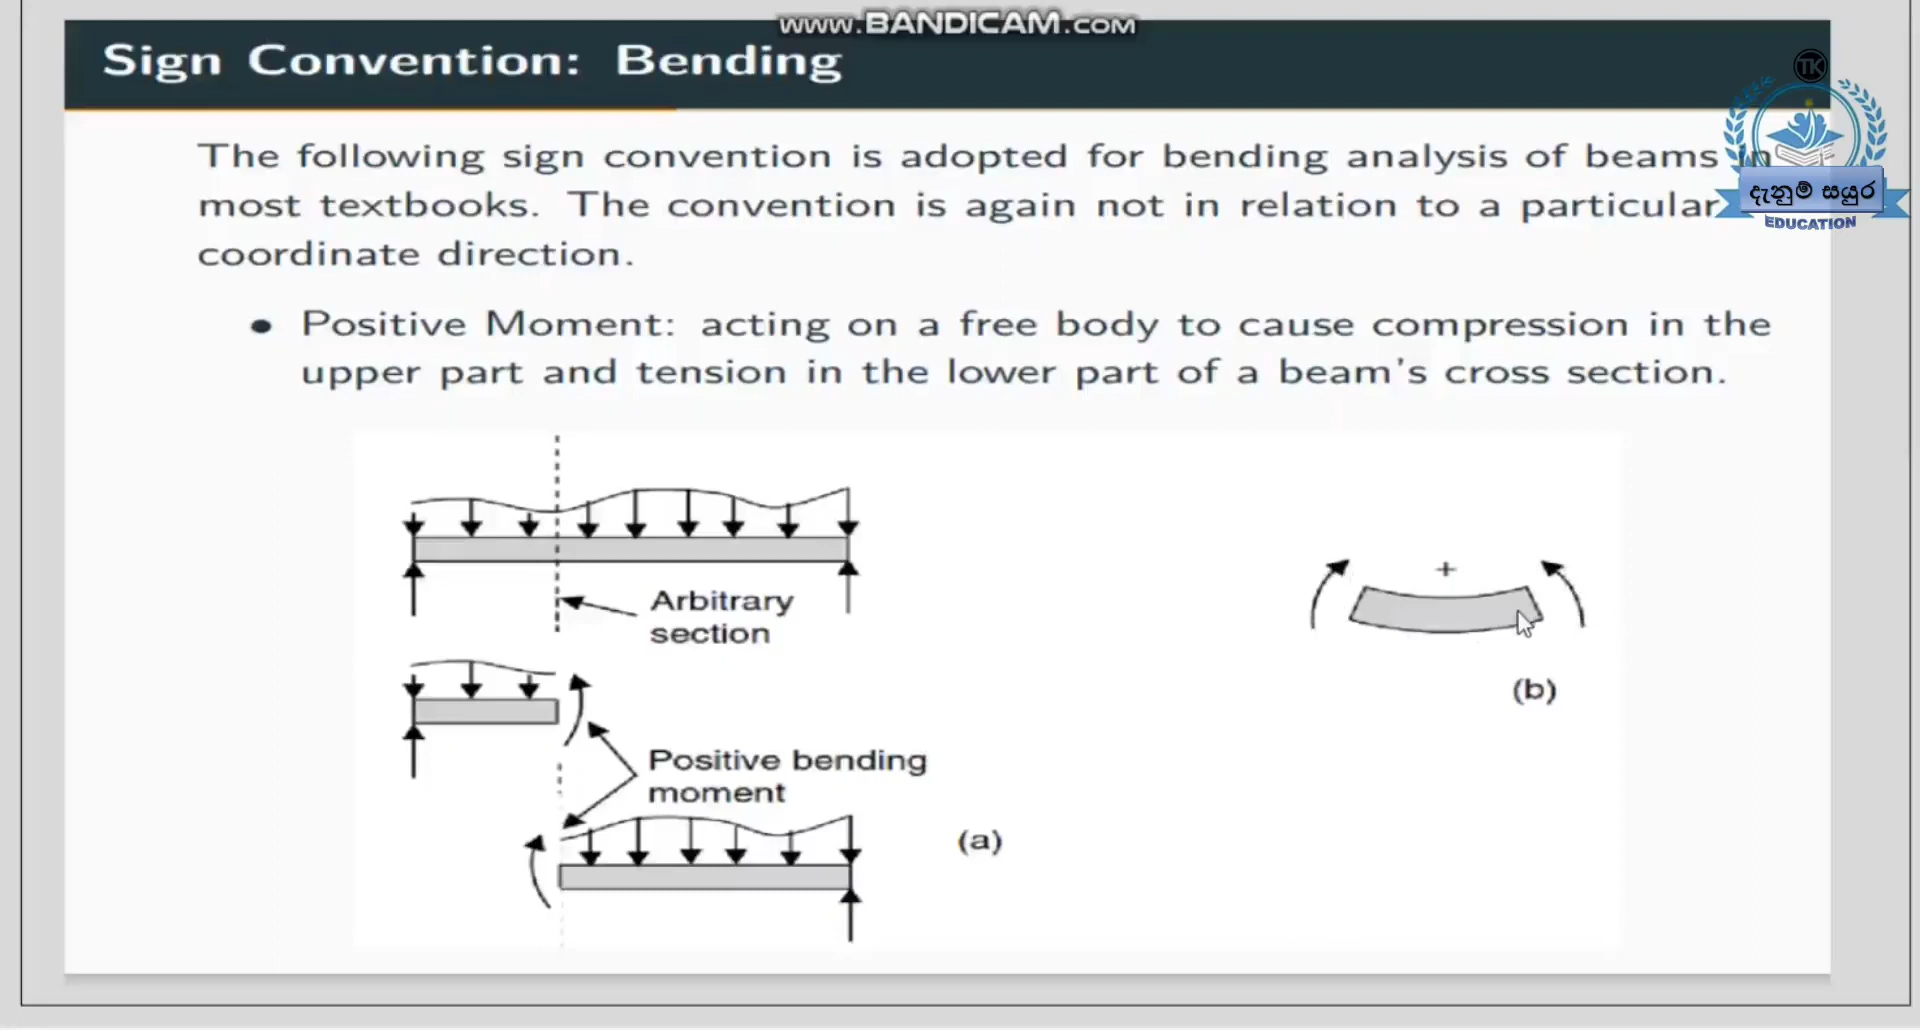 www.BANDICAM.com
Sign Convention: Bending
TK
The following sign convention is adopted for bending analysis of beams in
most textbooks. The convention is again not in relation to a particular
coordinate direction.
දැනුම් සයුර
EDUCATION
• Positive Moment: acting on a free body to cause compression in the
upper part and tension in the lower part of a beam's cross section.
Arbitrary
section
+
(b)
Positive bending
moment
(a)